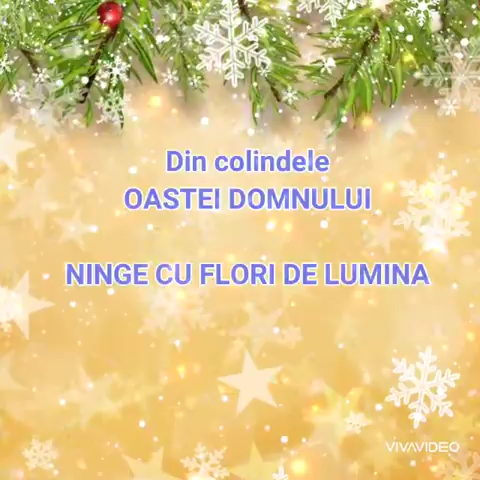 Din colindele
OASTEI DOMNULUI
NINGE CU FLORI DE LUMINA
VIVAVIDEO